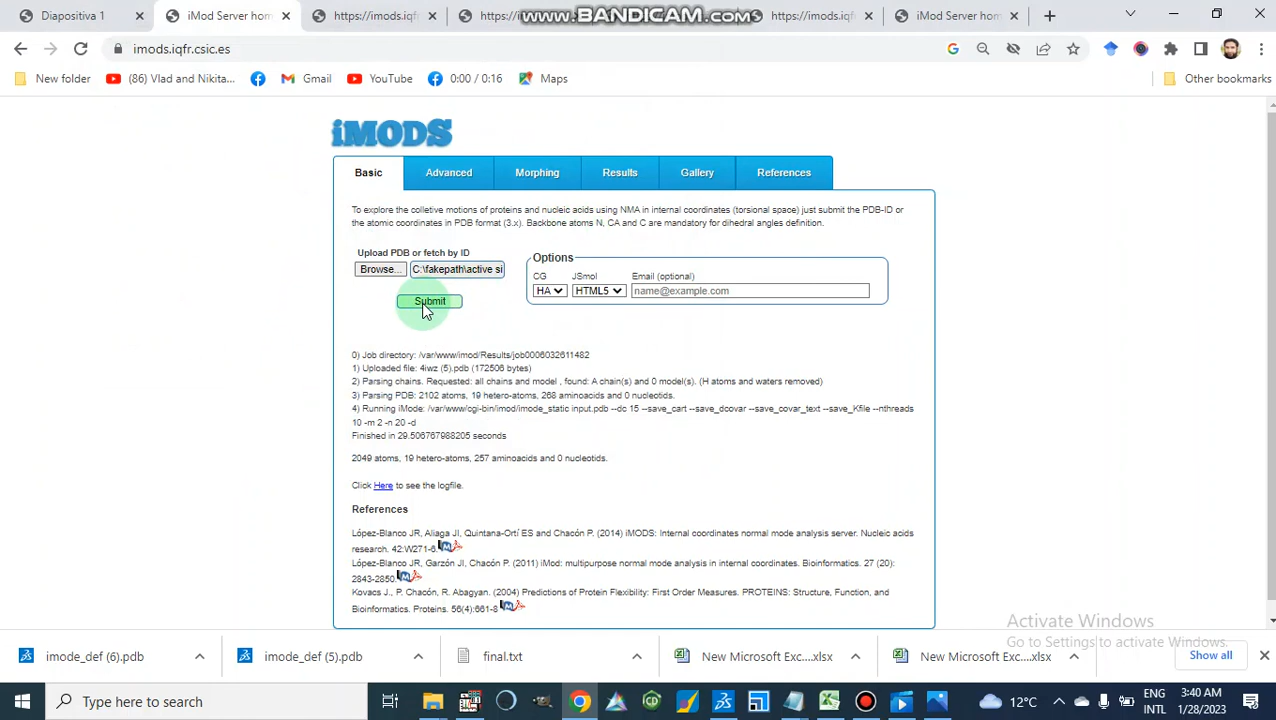 Diapositiva 1
iMod Server hom
https://imods.iqfr
https://
WWW.BANDICAM.COM
https://imods.iqfr
iMod Server hom
imods.iqfr.csic.es
New folder
(86) Vlad and Nikita...
Gmail
YouTube
0:00 / 0:16
Maps
Other bookmarks
iMODS
Basic
Advanced
Morphing
Results
Gallery
References
To explore the colletive motions of proteins and nucleic acids using NMA in internal coordinates (torsional space) just submit the PDB-ID or
the atomic coordinates in PDB format (3.x). Backbone atoms N, CA and C are mandatory for dihedral angles definition.
Upload PDB or fetch by ID
Browse...
C:\fakepath\active si
Submit
Options
CG
JSmol
Email (optional)
HA
HTML5
name@example.com
0) Job directory: /var/www/imod/Results/job0006032611482
1) Uploaded file: 4iwz (5).pdb (172506 bytes)
2) Parsing chains. Requested: all chains and model , found: A chain(s) and 0 model(s). (H atoms and waters removed)
3) Parsing PDB: 2102 atoms, 19 hetero-atoms, 268 aminoacids and 0 nucleotids.
4) Running iMode: /var/www/cgi-bin/imod/imode_static input.pdb --dc 15 --save_cart --save_dcovar --save_covar_text --save_Kfile --nthreads
10 -m 2 -n 20 -d
Finished in 29.506767988205 seconds
2049 atoms, 19 hetero-atoms, 257 aminoacids and 0 nucleotids.
Click Here to see the logfile.
References
López-Blanco JR, Aliaga JI, Quintana-Ortí ES and Chacón P. (2014) iMODS: Internal coordinates normal mode analysis server. Nucleic acids
research. 42:W271-6.
López-Blanco JR, Garzón JI, Chacón P. (2011) iMod: multipurpose normal mode analysis in internal coordinates. Bioinformatics. 27 (20):
2843-2850.
Kovacs J., P. Chacón, R. Abagyan. (2004) Predictions of Protein Flexibility: First Order Measures. PROTEINS: Structure, Function, and
Bioinformatics. Proteins. 56(4):661-8
Activate Windows
Go to Settings to activate Windows.
imode_def (6).pdb
imode_def (5).pdb
final.txt
New Microsoft Exc....xlsx
New Microsoft Exc....xlsx
Show all
Type here to search
12°C
ENG
INTL
3:40 AM
1/28/2023